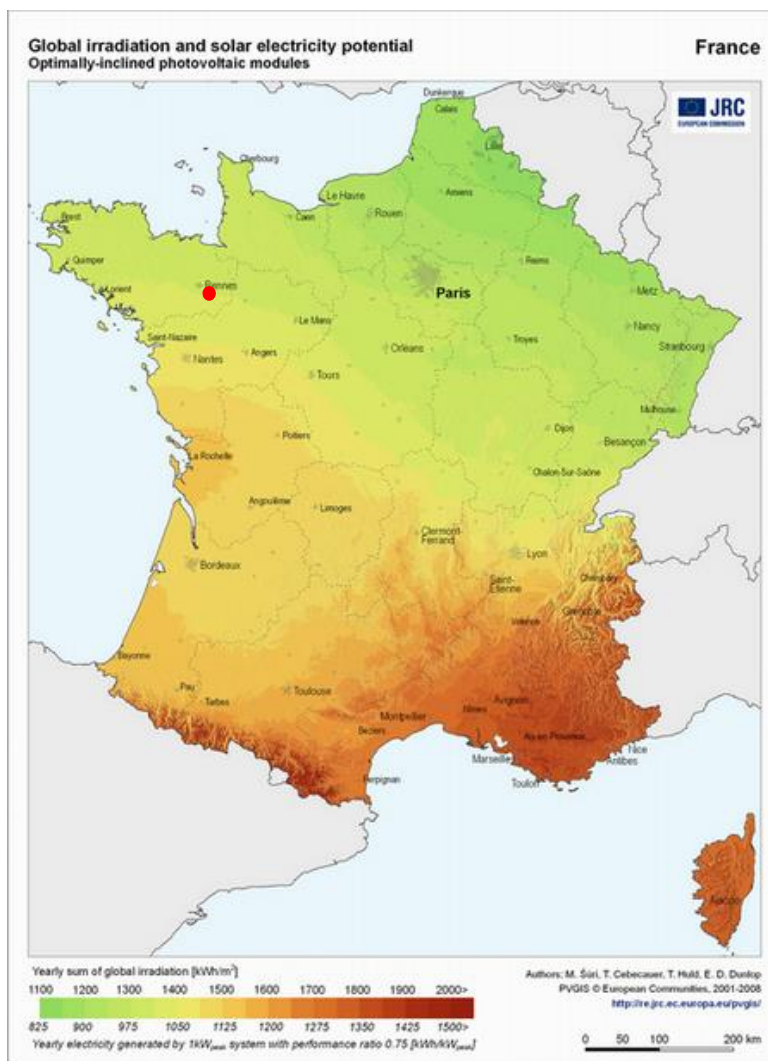 Global irradiation and solar electricity potential
Optimally-inclined photovoltaic modules
France
JRC
EUROPEAN COMMISSION
Dunkerque
Calais
Lille
Cherbourg
Amiens
Le Havre
Rouen
Caen
Brest
Reims
Quimper
Rennes
Metz
Lorient
Paris
Nancy
Le Mans
Saint-Nazaire
Troyes
Strasbourg
Orléans
Angers
Nantes
Tours
Mulhouse
Dijon
Poitiers
Besançon
La Rochelle
Chalon-Sur-Saône
Angoulême
Limoges
Clermont-
Ferrand
Lyon
Bordeaux
Saint-
Etienne
Chambéry
Grenoble
Valence
Bayonne
Pau
Toulouse
Tarbes
Avignon
Nimes
Montpellier
Beziers
Aix-en-Provence
Nice
Marseille
Antibes
Perpignan
Toulon
Ajaccio
Yearly sum of global irradiation [kWh/m²]
1100 1200 1300 1400 1500 1600 1700 1800 1900 2000>
825 900 975 1050 1125 1200 1275 1350 1425 1500>
Yearly electricity generated by 1kWpeak system with performance ratio 0.75 [kWh/kWpeak]
Authors: M. Šúri, T. Cebecauer, T. Huld, E. D. Dunlop
PVGIS © European Communities, 2001-2008
http://re.jrc.ec.europa.eu/pvgis/
0 50 100 200 km